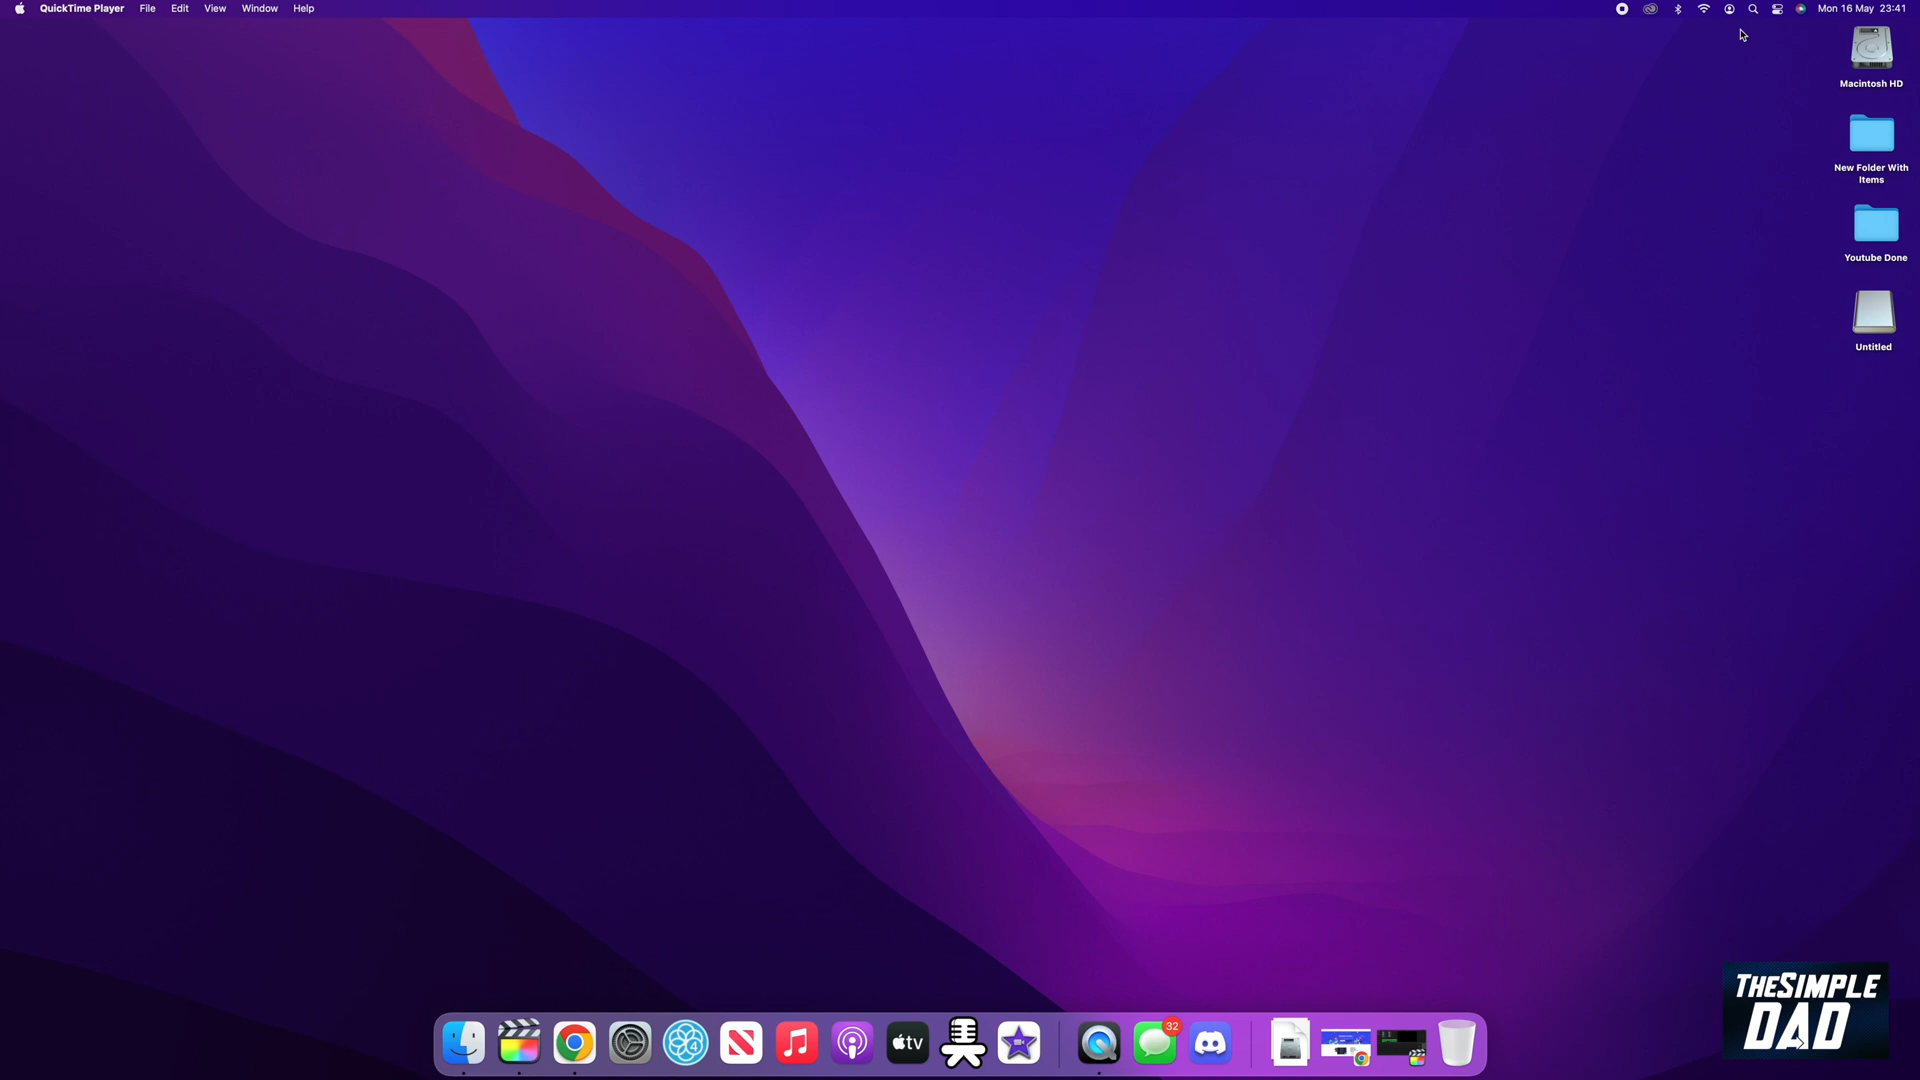 QuickTime Player File Edit View Window Help Mon 16 May 23:41
Macintosh HD
New Folder With
Items
Youtube Done
Untitled
tv
32
THESIMPLE
DAD